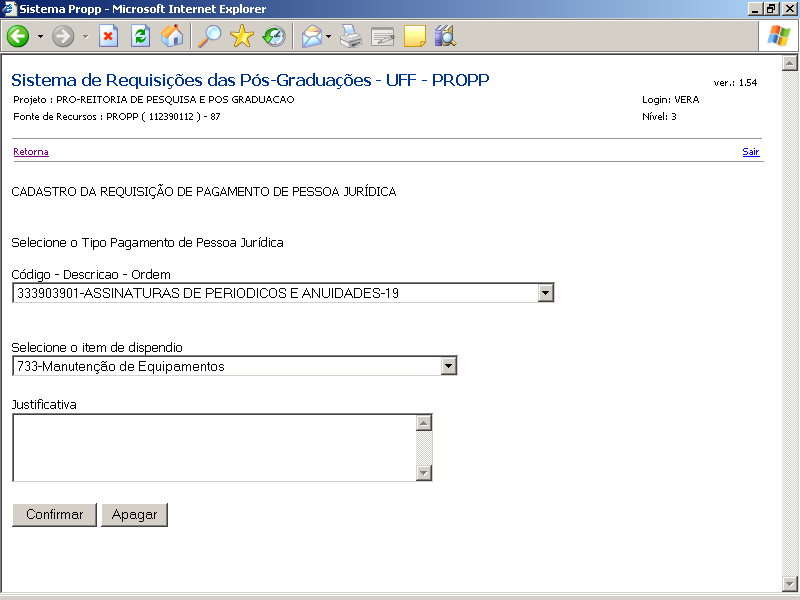 Sistema Propp - Microsoft Internet Explorer
Sistema de Requisições das Pós-Graduações - UFF - PROPP
ver.: 1.54
Projeto : PRO-REITORIA DE PESQUISA E POS GRADUACAO
Login: VERA
Fonte de Recursos : PROPP ( 112390112 ) - 87
Nível: 3
Retorna
Sair
CADASTRO DA REQUISIÇÃO DE PAGAMENTO DE PESSOA JURÍDICA
Selecione o Tipo Pagamento de Pessoa Jurídica
Código - Descricao - Ordem
333903901-ASSINATURAS DE PERIODICOS E ANUIDADES-19
Selecione o item de dispendio
733-Manutenção de Equipamentos
Justificativa
Confirmar
Apagar